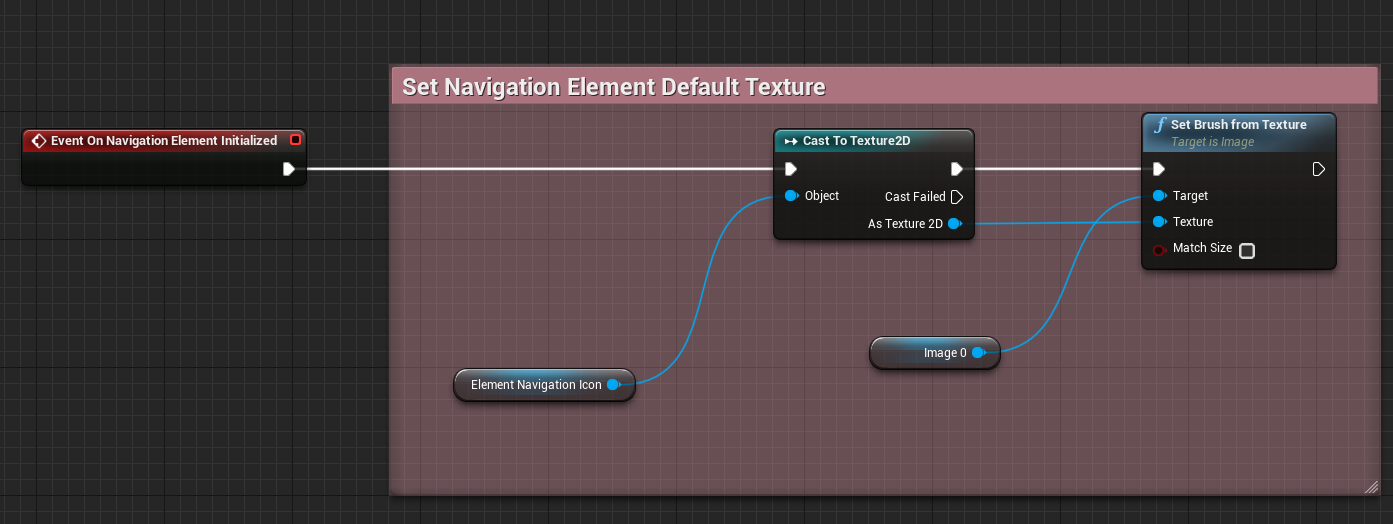 Set Navigation Element Default Texture
Event On Navigation Element Initialized
Cast To Texture2D
Object
Cast Failed
As Texture 2D
f Set Brush from Texture
Target is Image
Target
Texture
Match Size
Image 0
Element Navigation Icon